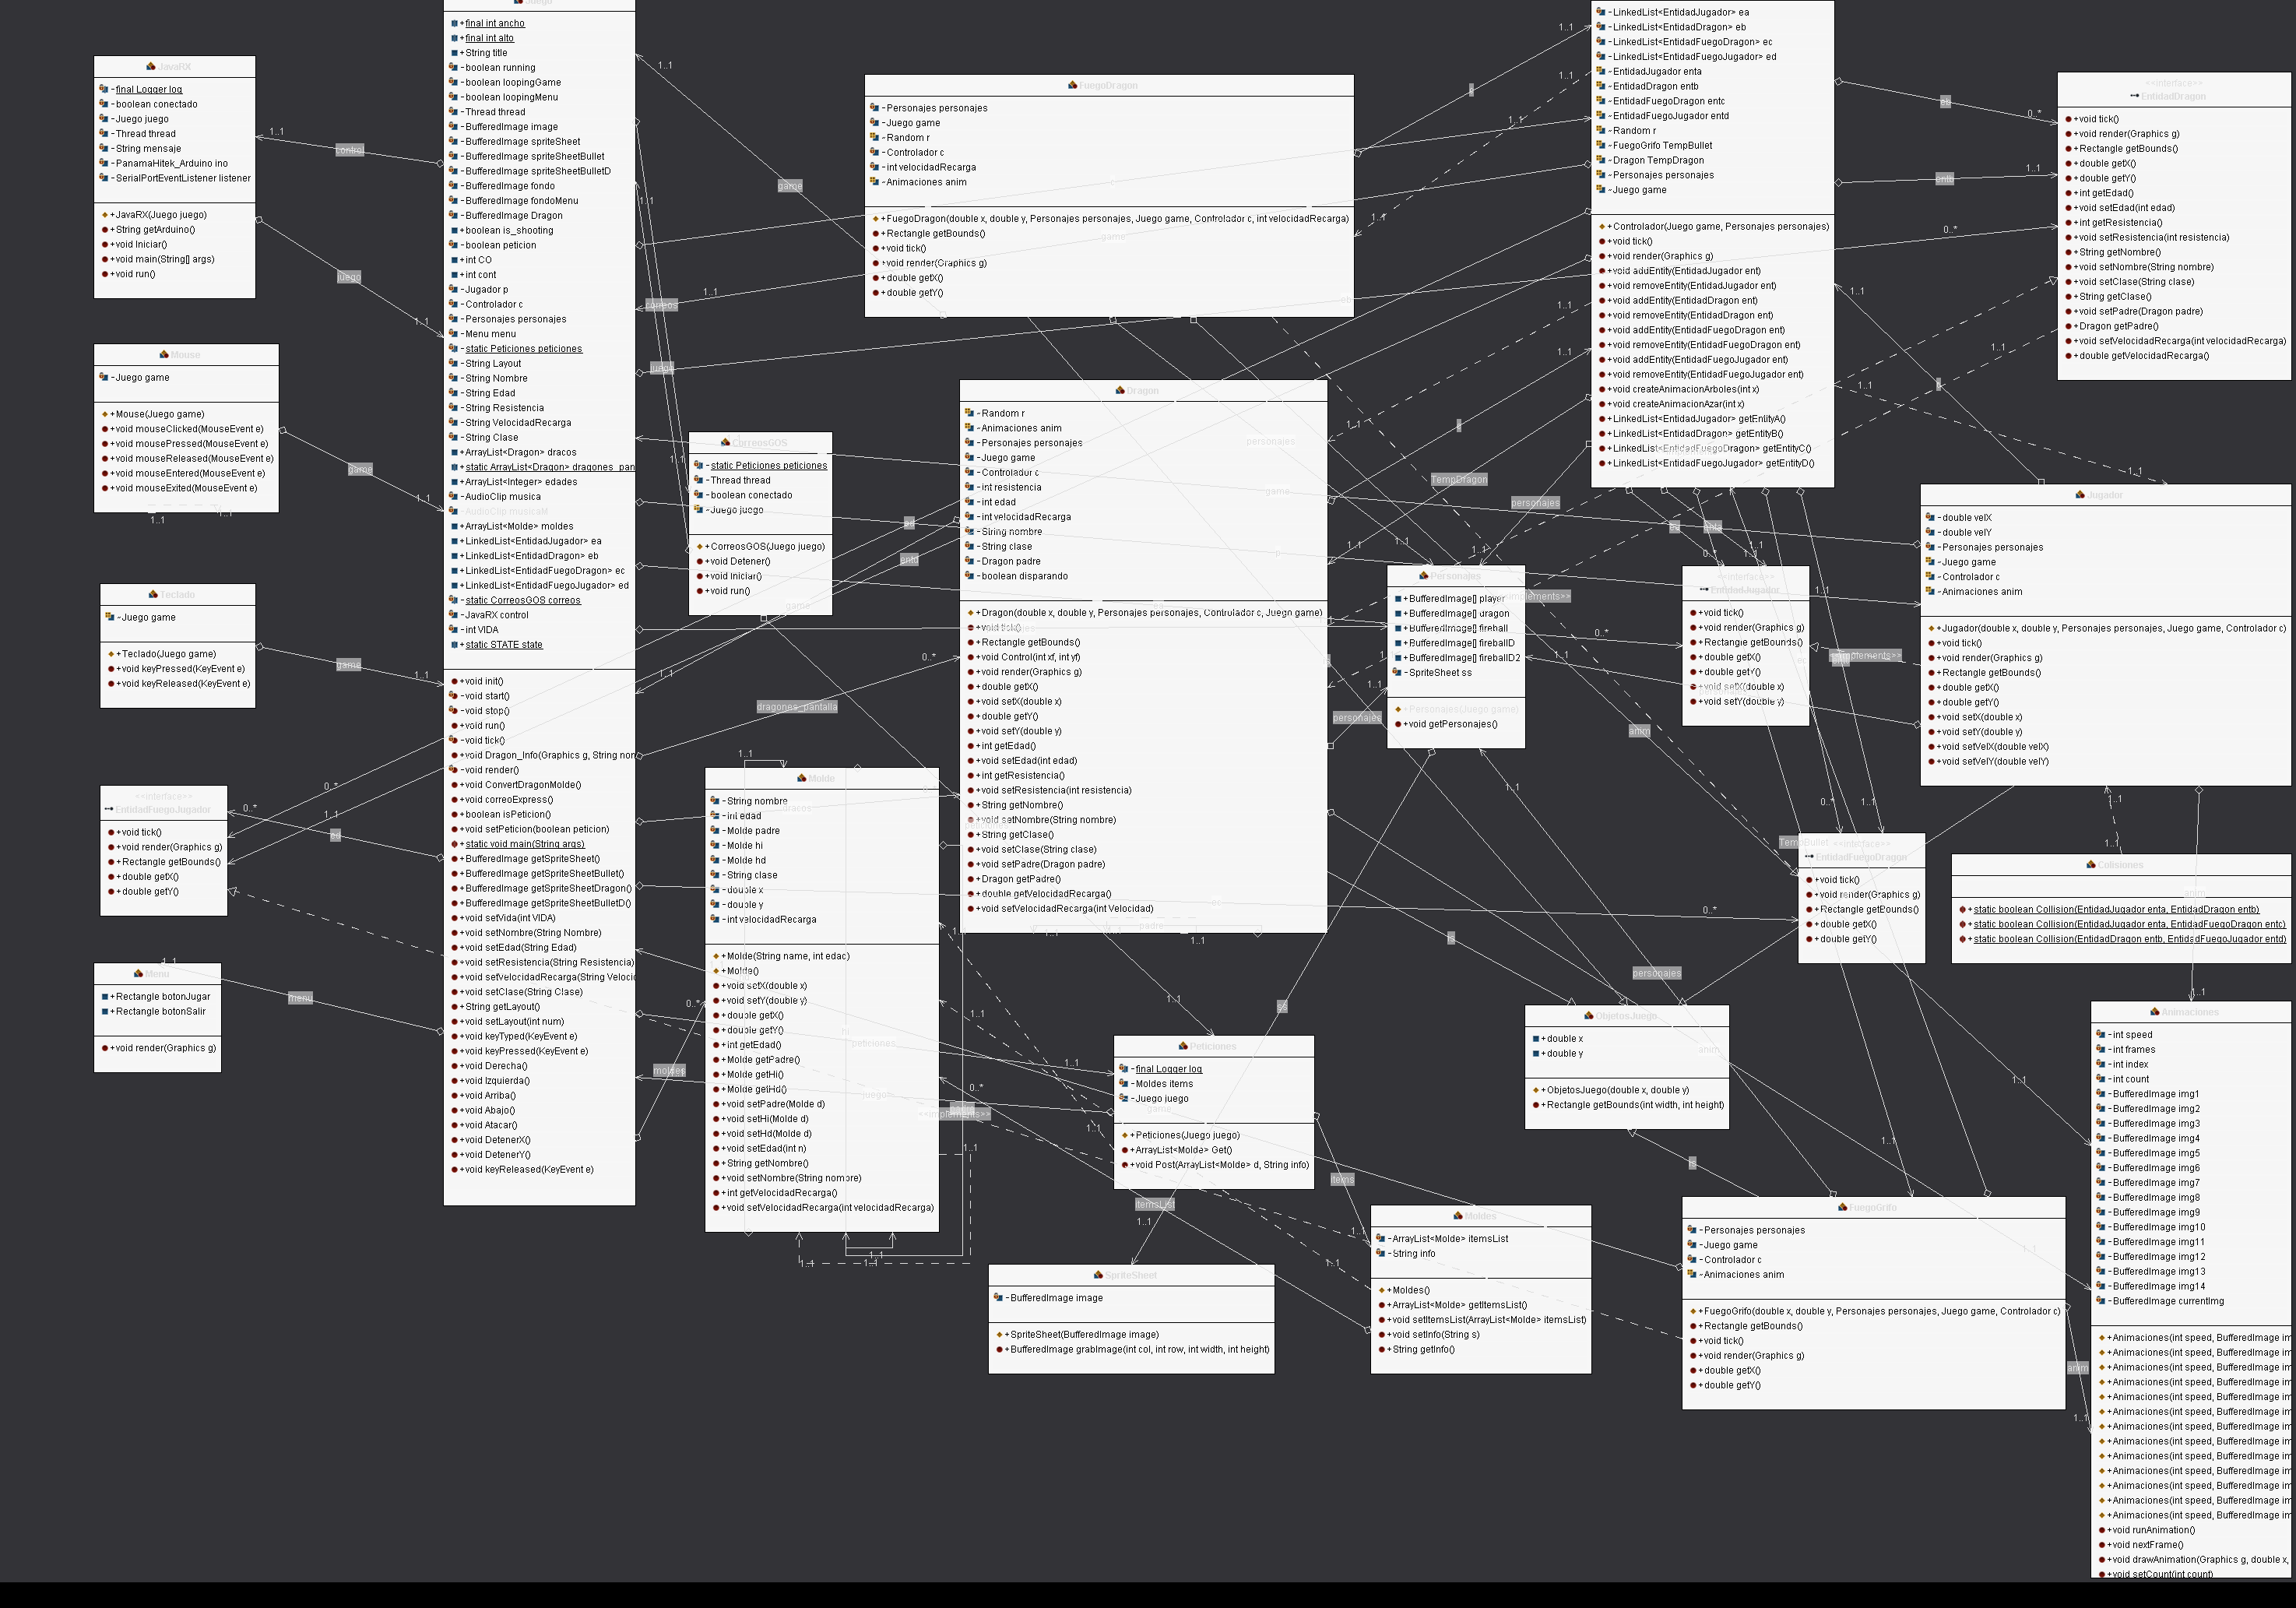 Juego
+final int ancho
+final int alto
+String title
-boolean running
-boolean loopingGame
-boolean loopingMenu
-Thread thread
-BufferedImage image
-BufferedImage spriteSheet
-BufferedImage spriteSheetBullet
-BufferedImage spriteSheetBulletD
-BufferedImage fondo
-BufferedImage fondoMenu
-BufferedImage Dragon
+boolean is_shooting
-boolean peticion
+int CO
+int cont
-Jugador p
-Controlador c
-Personajes personajes
-Menu menu
-static Peticiones peticiones
-String Layout
-String Nombre
-String Edad
-String Resistencia
-String VelocidadRecarga
-String Clase
+ArrayList<Dragon> dracos
+static ArrayList<Dragon> dragones_pan
+ArrayList<Integer> edades
-AudioClip musica
-AudioClip musicaM
+ArrayList<Molde> moldes
+LinkedList<EntidadJugador> ea
+LinkedList<EntidadDragon> eb
+LinkedList<EntidadFuegoDragon> ec
+LinkedList<EntidadFuegoJugador> ed
-static CorreosGOS correos
-JavaRX control
-int VIDA
+static STATE state
+void init()
-void start()
-void stop()
+void run()
-void tick()
+void Dragon_Info(Graphics g, String nor
-void render()
+void ConvertDragonMolde()
+void correoExpress()
+boolean isPeticion()
+void setPeticion(boolean peticion)
+static void main(String args)
+BufferedImage getSpriteSheet()
+BufferedImage getSpriteSheetBullet()
+BufferedImage getSpriteSheetDragon()
+BufferedImage getSpriteSheetBulletD()
+void setVida(int VIDA)
+void setNombre(String Nombre)
+void setEdad(String Edad)
+void setResistencia(String Resistencia)
+void setVelocidadRecarga(String Veloci
+void setClase(String Clase)
+String getLayout()
+void setLayout(int num)
+void keyTyped(KeyEvent e)
+void keyPressed(KeyEvent e)
+void Derecha()
+void Izquierda()
+void Arriba()
+void Abajo()
+void Atacar()
+void DetenerX()
+void DetenerY()
+void keyReleased(KeyEvent e)
JavaRX
-final Logger log
-boolean conectado
-Juego juego
-Thread thread
-String mensaje
-PanamaHitek_Arduino ino
-SerialPortEventListener listener
+JavaRX(Juego juego)
+String getArduino()
+void Iniciar()
+void main(String[] args)
+void run()
Mouse
-Juego game
+Mouse(Juego game)
+void mouseClicked(MouseEvent e)
+void mousePressed(MouseEvent e)
+void mouseReleased(MouseEvent e)
+void mouseEntered(MouseEvent e)
+void mouseExited(MouseEvent e)
Teclado
~Juego game
+Teclado(Juego game)
+void keyPressed(KeyEvent e)
+void keyReleased(KeyEvent e)
<<interface>>
EntidadFuegoJugador
+void tick()
+void render(Graphics g)
+Rectangle getBounds()
+double getX()
+double getY()
Menu
+Rectangle botonJugar
+Rectangle botonSalir
+void render(Graphics g)
FuegoDragon
-Personajes personajes
-Juego game
~Random r
-Controlador c
-int velocidadRecarga
~Animaciones anim
+FuegoDragon(double x, double y, Personajes personajes, Juego game, Controlador c, int velocidadRecarga)
+Rectangle getBounds()
+void tick()
+void render(Graphics g)
+double getX()
+double getY()
CorreosGOS
-static Peticiones peticiones
-Thread thread
-boolean conectado
~Juego juego
+CorreosGOS(Juego juego)
+void Detener()
+void Iniciar()
+void run()
Dragon
~Random r
~Animaciones anim
-Personajes personajes
-Juego game
-Controlador c
-int resistencia
-int edad
-int velocidadRecarga
-String nombre
-String clase
-Dragon padre
-boolean disparando
+Dragon(double x, double y, Personajes personajes, Controlador c, Juego game)
+void tick()
+Rectangle getBounds()
+void Control(int xf, int yf)
+void render(Graphics g)
+double getX()
+void setX(double x)
+double getY()
+void setY(double y)
+int getEdad()
+void setEdad(int edad)
+int getResistencia()
+void setResistencia(int resistencia)
+String getNombre()
+void setNombre(String nombre)
+String getClase()
+void setClase(String clase)
+void setPadre(Dragon padre)
+Dragon getPadre()
+double getVelocidadRecarga()
+void setVelocidadRecarga(int Velocidad)
Molde
-String nombre
-int edad
-Molde padre
-Molde hi
-Molde hd
-String clase
-double x
-double y
-int velocidadRecarga
+Molde(String name, int edac)
+Molde()
+void setX(double x)
+void setY(double y)
+double getX()
+double getY()
+int getEdad()
+Molde getPadre()
+Molde getHi()
+Molde getHd()
+void setPadre(Molde d)
+void setHi(Molde d)
+void setHd(Molde d)
+void setEdad(int n)
+String getNombre()
+void setNombre(String nombre)
+int getVelocidadRecarga()
+void setVelocidadRecarga(int velocidadRecarga)
-LinkedList<EntidadJugador> ea
-LinkedList<EntidadDragon> eb
-LinkedList<EntidadFuegoDragon> ec
-LinkedList<EntidadFuegoJugador> ed
~EntidadJugador enta
~EntidadDragon entb
~EntidadFuegoDragon entc
~EntidadFuegoJugador entd
~Random r
~FuegoGrifo TempBullet
~Dragon TempDragon
~Personajes personajes
~Juego game
+Controlador(Juego game, Personajes personajes)
+void tick()
+void render(Graphics g)
+void addEntity(EntidadJugador ent)
+void removeEntity(EntidadJugador ent)
+void addEntity(EntidadDragon ent)
+void removeEntity(EntidadDragon ent)
+void addEntity(EntidadFuegoDragon ent)
+void removeEntity(EntidadFuegoDragon ent)
+void addEntity(EntidadFuegoJugador ent)
+void removeEntity(EntidadFuegoJugador ent)
+void createAnimacionArboles(int x)
+void createAnimacionAzar(int x)
+LinkedList<EntidadJugador> getEntityA()
+LinkedList<EntidadDragon> getEntityB()
+LinkedList<EntidadFuegoDragon> getEntityC()
+LinkedList<EntidadFuegoJugador> getEntityD()
<<interface>>
EntidadDragon
+void tick()
+void render(Graphics g)
+Rectangle getBounds()
+double getX()
+double getY()
+int getEdad()
+void setEdad(int edad)
+int getResistencia()
+void setResistencia(int resistencia)
+String getNombre()
+void setNombre(String nombre)
+void setClase(String clase)
+String getClase()
+void setPadre(Dragon padre)
+Dragon getPadre()
+void setVelocidadRecarga(int velocidadRecarga)
+double getVelocidadRecarga()
Personajes
+BufferedImage[] player
+BufferedImage[] dragon
+BufferedImage[] fireball
+BufferedImage[] fireballD
+BufferedImage[] fireballD2
-SpriteSheet ss
+Personajes(Juego game)
+void getPersonajes()
<<interface>>
EntidadJugador
+void tick()
+void render(Graphics g)
+Rectangle getBounds()
+double getX()
+double getY()
+void setX(double x)
+void setY(double y)
Jugador
-double velX
-double velY
-Personajes personajes
-Juego game
-Controlador c
~Animaciones anim
+Jugador(double x, double y, Personajes personajes, Juego game, Controlador c)
+void tick()
+void render(Graphics g)
+Rectangle getBounds()
+double getX()
+double getY()
+void setX(double x)
+void setY(double y)
+void setVelX(double velX)
+void setVelY(double velY)
<<interface>>
EntidadFuegoDragon
+void tick()
+void render(Graphics g)
+Rectangle getBounds()
+double getX()
+double getY()
Colisiones
+static boolean Collision(EntidadJugador enta, EntidadDragon entb)
+static boolean Collision(EntidadJugador enta, EntidadFuegoDragon entc)
+static boolean Collision(EntidadDragon entb, EntidadFuegoJugador entd)
ObjetosJuego
+double x
+double y
+ObjetosJuego(double x, double y)
+Rectangle getBounds(int width, int height)
Peticiones
-final Logger log
-Moldes items
-Juego juego
+Peticiones(Juego juego)
+ArrayList<Molde> Get()
+void Post(ArrayList<Molde> d, String info)
Moldes
-ArrayList<Molde> itemsList
-String info
+Moldes()
+ArrayList<Molde> getItemsList()
+void setItemsList(ArrayList<Molde> itemsList)
+void setInfo(String s)
+String getInfo()
SpriteSheet
-BufferedImage image
+SpriteSheet(BufferedImage image)
+BufferedImage grabImage(int col, int row, int width, int height)
FuegoGrifo
-Personajes personajes
-Juego game
-Controlador c
~Animaciones anim
+FuegoGrifo(double x, double y, Personajes personajes, Juego game, Controlador c)
+Rectangle getBounds()
+void tick()
+void render(Graphics g)
+double getX()
+double getY()
Animaciones
-int speed
-int frames
-int index
-int count
-BufferedImage img1
-BufferedImage img2
-BufferedImage img3
-BufferedImage img4
-BufferedImage img5
-BufferedImage img6
-BufferedImage img7
-BufferedImage img8
-BufferedImage img9
-BufferedImage img10
-BufferedImage img11
-BufferedImage img12
-BufferedImage img13
-BufferedImage img14
-BufferedImage currentImg
+Animaciones(int speed, BufferedImage im
+Animaciones(int speed, BufferedImage im
+Animaciones(int speed, BufferedImage im
+Animaciones(int speed, BufferedImage im
+Animaciones(int speed, BufferedImage im
+Animaciones(int speed, BufferedImage im
+Animaciones(int speed, BufferedImage im
+Animaciones(int speed, BufferedImage im
+Animaciones(int speed, BufferedImage im
+Animaciones(int speed, BufferedImage im
+Animaciones(int speed, BufferedImage im
+Animaciones(int speed, BufferedImage im
+Animaciones(int speed, BufferedImage im
+void runAnimation()
+void nextFrame()
+void drawAnimation(Graphics g, double x,
+void setCount(int count)
control
juego
game
game
menu
correos
juego
dragones_pantalla
moldes
TempDragon
personajes
personajes
personajes
itemsList
items
anim
<<implements>>
1..1
0..*